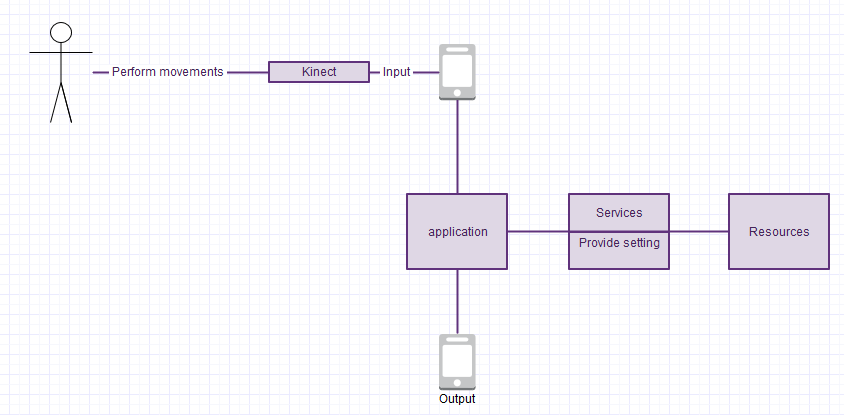 Perform movements
Kinect
Input
application
Services
Provide setting
Resources
Output